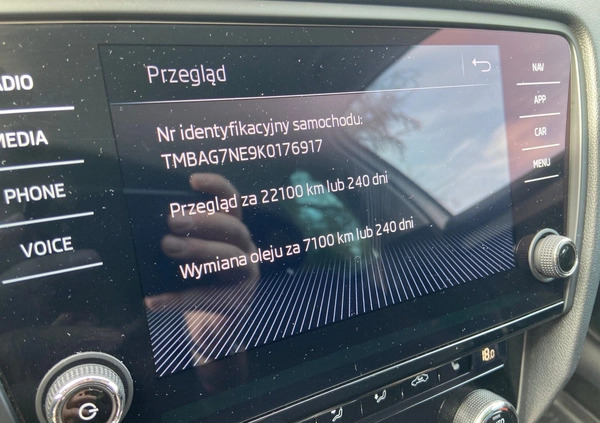 Przegląd
Nr identyfikacyjny samochodu:
TMBAG7NE9K0176917
Przegląd za 22100 km lub 240 dni
Wymiana oleju za 7100 km lub 240 dni
MEDIA
PHONE
VOICE
NAV
APP
CAR
MENU
18.0